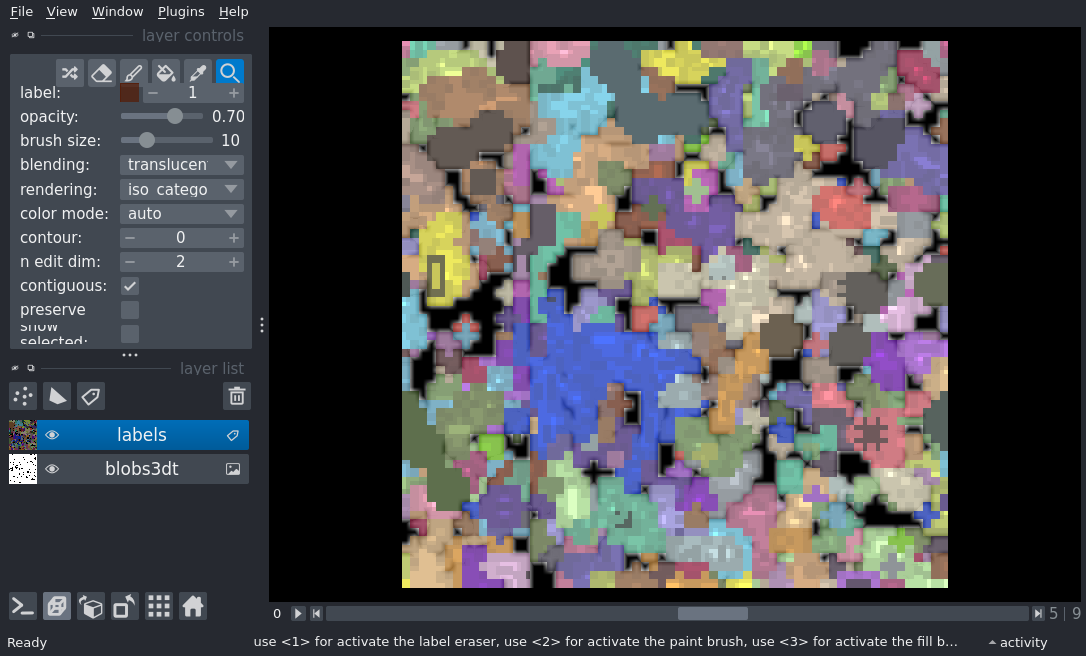 File View Window Plugins Help
layer controls
label: 1
opacity: 0.70
brush size: 10
blending: translucen
rendering: iso_catego
color mode: auto
contour: 0
n edit dim: 2
contiguous:
preserve
show
selected:
layer list
labels
blobs3dt
0 5 | 9
Ready use <1> for activate the label eraser, use <2> for activate the paint brush, use <3> for activate the fill b... activity